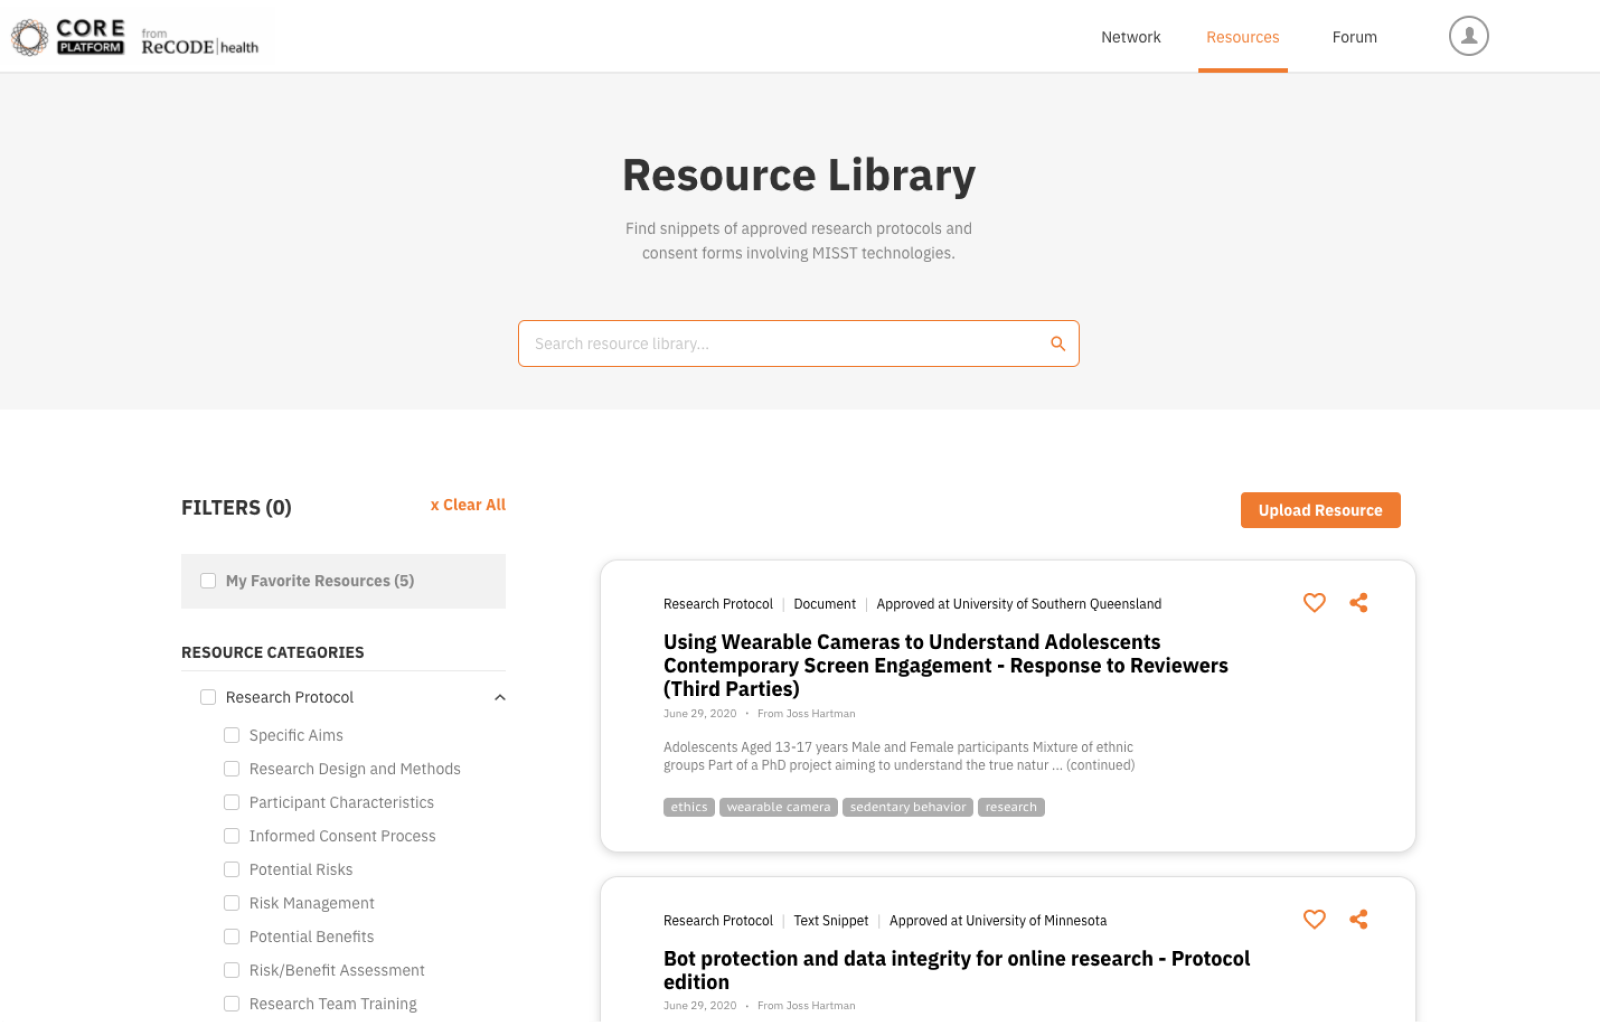 CORE
PLATFORM
from
ReCODE health
Network
Resources
Forum
Resource Library
Find snippets of approved research protocols and
consent forms involving MISST technologies.
Search resource library...
FILTERS (0)
x Clear All
Upload Resource
My Favorite Resources (5)
RESOURCE CATEGORIES
Research Protocol
Specific Aims
Research Design and Methods
Participant Characteristics
Informed Consent Process
Potential Risks
Risk Management
Potential Benefits
Risk/Benefit Assessment
Research Team Training
Research Protocol | Document | Approved at University of Southern Queensland
Using Wearable Cameras to Understand Adolescents
Contemporary Screen Engagement - Response to Reviewers
(Third Parties)
June 29, 2020 • From Joss Hartman
Adolescents Aged 13-17 years Male and Female participants Mixture of ethnic
groups Part of a PhD project aiming to understand the true natur ... (continued)
ethics wearable camera sedentary behavior research
Research Protocol | Text Snippet | Approved at University of Minnesota
Bot protection and data integrity for online research - Protocol
edition
June 29, 2020 • From Joss Hartman